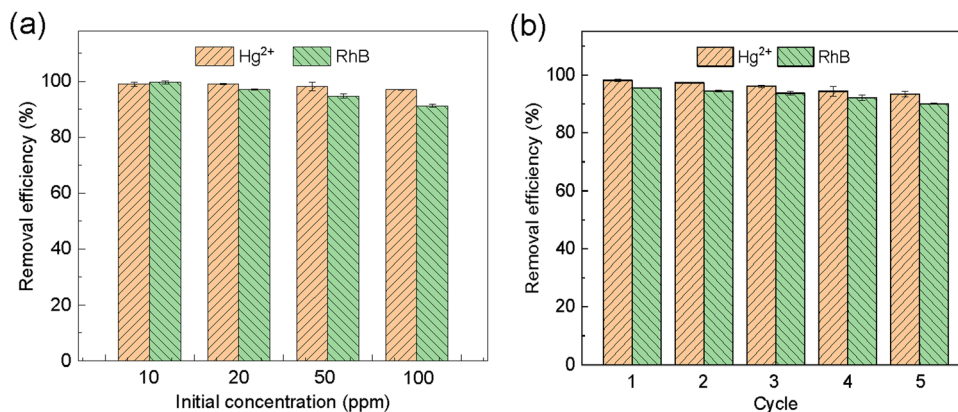 (a)
Hg²⁺ RhB
Removal efficiency (%)
100
80
60
40
20
0
10 20 50 100
Initial concentration (ppm)
(b)
Hg²⁺ RhB
Removal efficiency (%)
100
80
60
40
20
0
1 2 3 4 5
Cycle